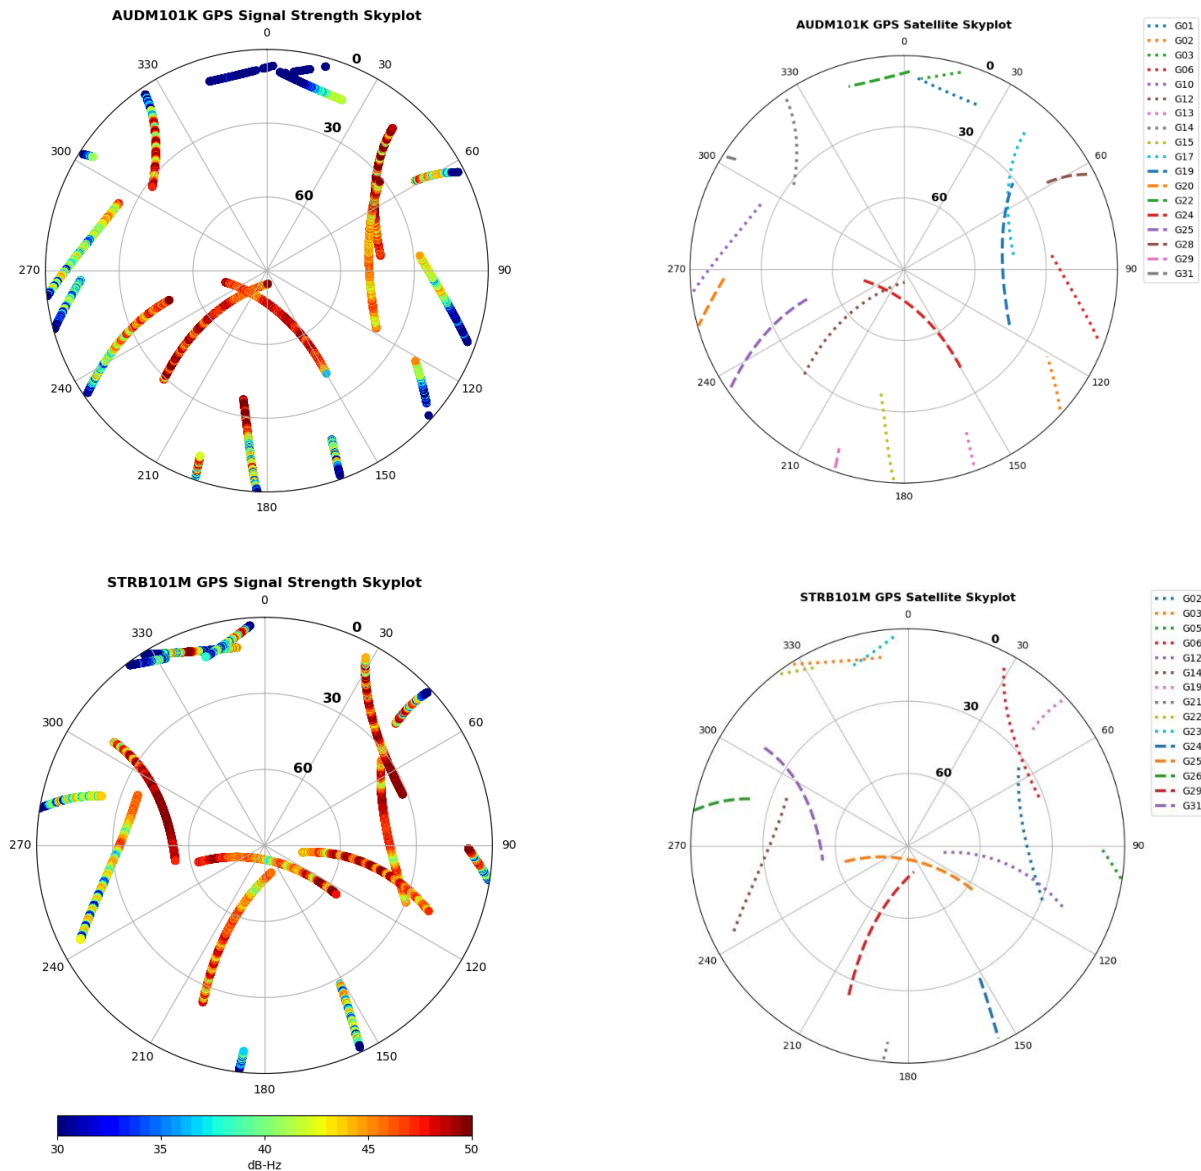 AUDM101K GPS Signal Strength Skyplot
0
0
30
30
60
60
90
120
150
180
210
240
270
300
330
AUDM101K GPS Satellite Skyplot
0
0
30
30
60
60
90
120
150
180
210
240
270
300
330
G01
G02
G03
G06
G10
G12
G13
G14
G15
G17
G19
G20
G22
G24
G25
G28
G29
G31
STRB101M GPS Signal Strength Skyplot
0
0
30
30
60
60
90
120
150
180
210
240
270
300
330
30
35
40
45
50
dB-Hz
STRB101M GPS Satellite Skyplot
0
0
30
30
60
60
90
120
150
180
210
240
270
300
330
G02
G03
G05
G06
G12
G14
G19
G21
G22
G23
G24
G25
G26
G29
G31